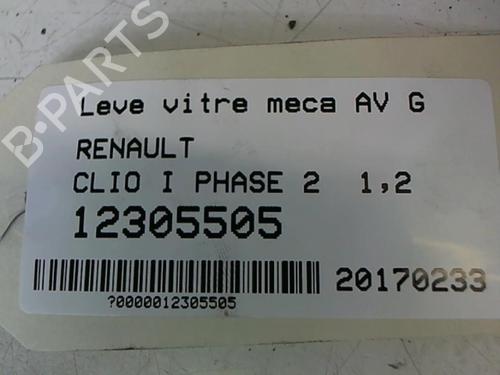 B-PARTS
Leve vitre meca AV G
RENAULT
CLIO I PHASE 2 1,2
12305505
20170233
?0000012305505